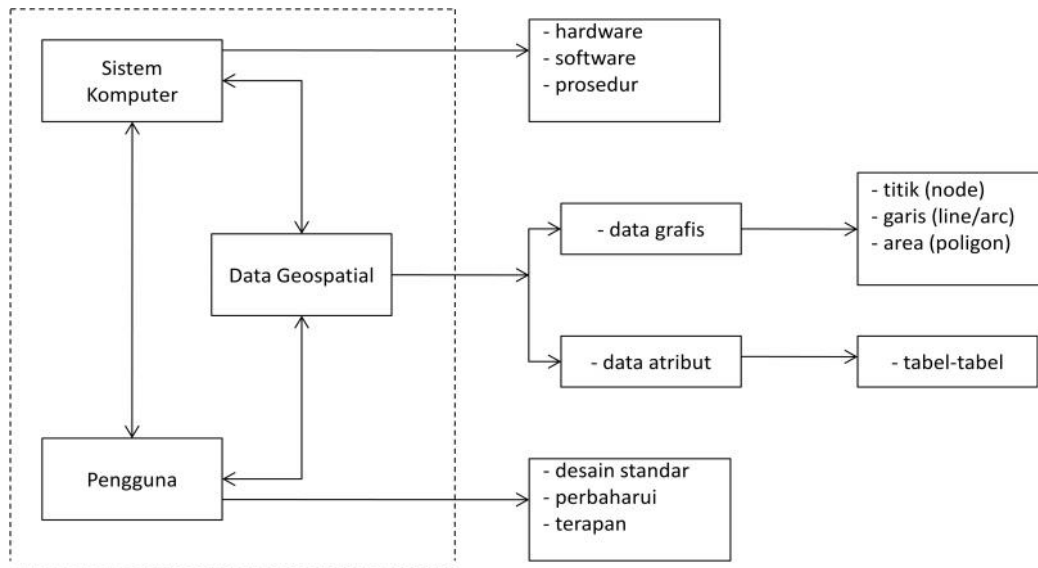 Sistem
Komputer
- hardware
- software
- prosedur
Data Geospatial
- data grafis
- titik (node)
- garis (line/arc)
- area (poligon)
- data atribut
- tabel-tabel
Pengguna
- desain standar
- perbaharui
- terapan